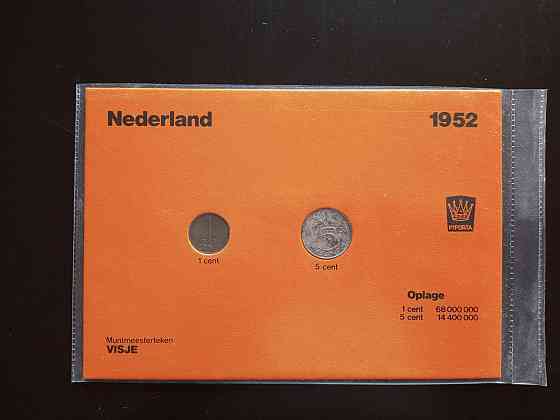 Nederland 1952
PYPORTA
1 cent
5 cent
Oplage
1 cent 68 000 000
5 cent 14 400 000
Muntmeesterteken
VISJE